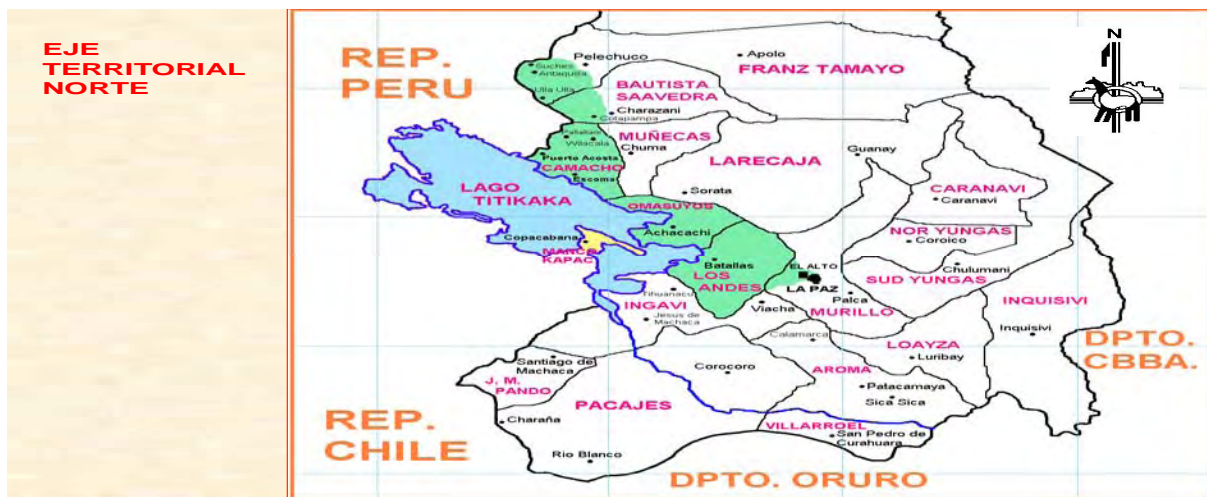 EJE
TERRITORIAL
NORTE
REP.
PERU
N
Suches
Pelechuco
Antaquilla
Apolo
FRANZ TAMAYO
Ulla Ulla
BAUTISTA
SAAVEDRA
Charazani
Cotapampa
MUÑECAS
Chuma
Wilacala
Puerto Acosta
CAMACHO
Escoma
LARECAJA
Guanay
LAGO
TITIKAKA
Sorata
CARANAVI
Caranavi
OMASUYOS
Achacachi
NOR YUNGAS
Coroico
Copacabana
KAPAC
Batallas
LOS
ANDES
EL ALTO
LA PAZ
Chulumani
SUD YUNGAS
Palca
Tihuanacu
INGAVI
Viacha
MURILLO
INQUISIVI
Jesus de
Machaca
Calamarca
Inquisivi
LOAYZA
Luribay
DPTO.
CBBA.
Santiago de
Machaca
Corocoro
AROMA
J. M.
PANDO
Patacamaya
Sica Sica
PACAJES
REP.
CHILE
Charaña
VILLARROEL
San Pedro de
Curahuara
Rio Blanco
DPTO. ORURO